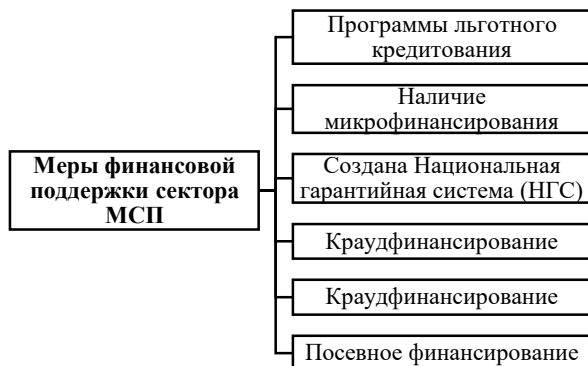 Программы льготного
кредитования
Наличие
микрофинансирования
Меры финансовой
поддержки сектора
МСП
Создана Национальная
гарантийная система (НГС)
Краудфинансирование
Краудфинансирование
Посевное финансирование